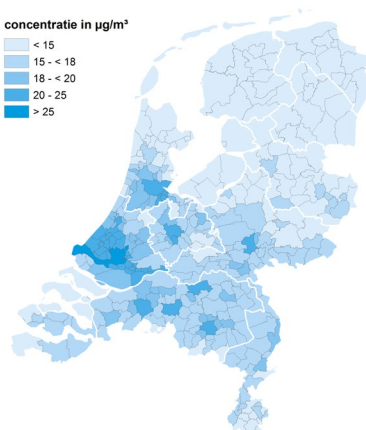 concentratie in µg/m³
< 15
15 - < 18
18 - < 20
20 - 25
> 25